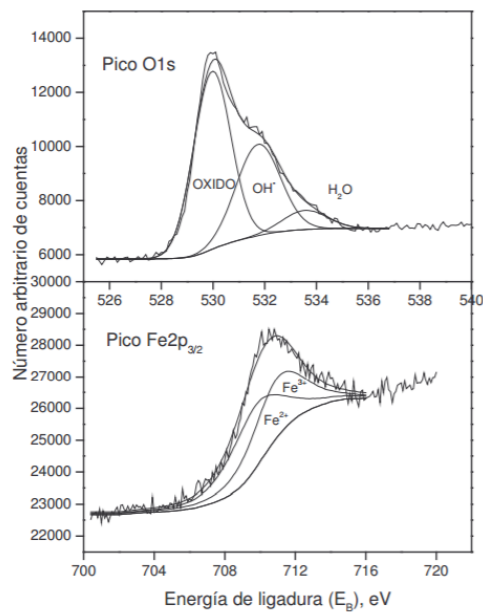 Número arbitrario de cuentas
14000
12000
10000
8000
6000
Pico O1s
OXIDO
OH-
H2O
526 528 530 532 534 536 538 540
30000
29000
28000
27000
26000
25000
24000
23000
22000
Pico Fe2p3/2
Fe3+
Fe2+
700 704 708 712 716 720
Energía de ligadura (EB), eV